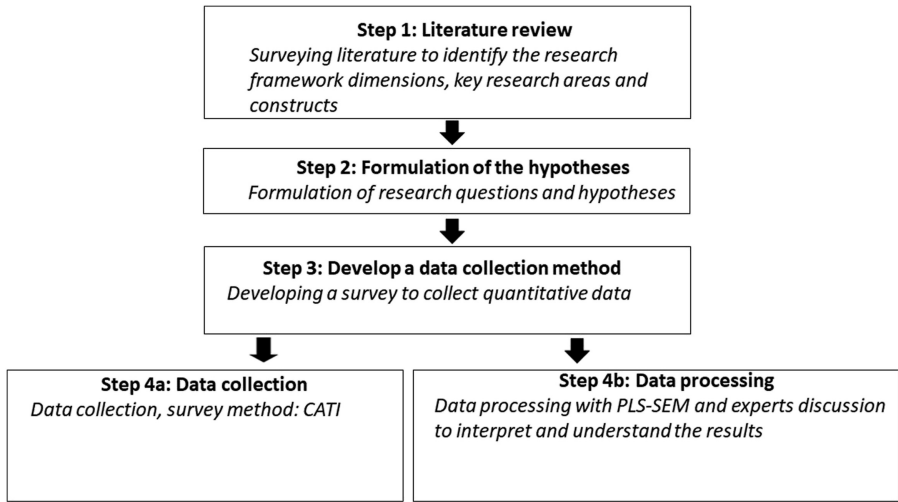 Step 1: Literature review
Surveying literature to identify the research
framework dimensions, key research areas and
constructs
Step 2: Formulation of the hypotheses
Formulation of research questions and hypotheses
Step 3: Develop a data collection method
Developing a survey to collect quantitative data
Step 4a: Data collection
Data collection, survey method: CATI
Step 4b: Data processing
Data processing with PLS-SEM and experts discussion
to interpret and understand the results